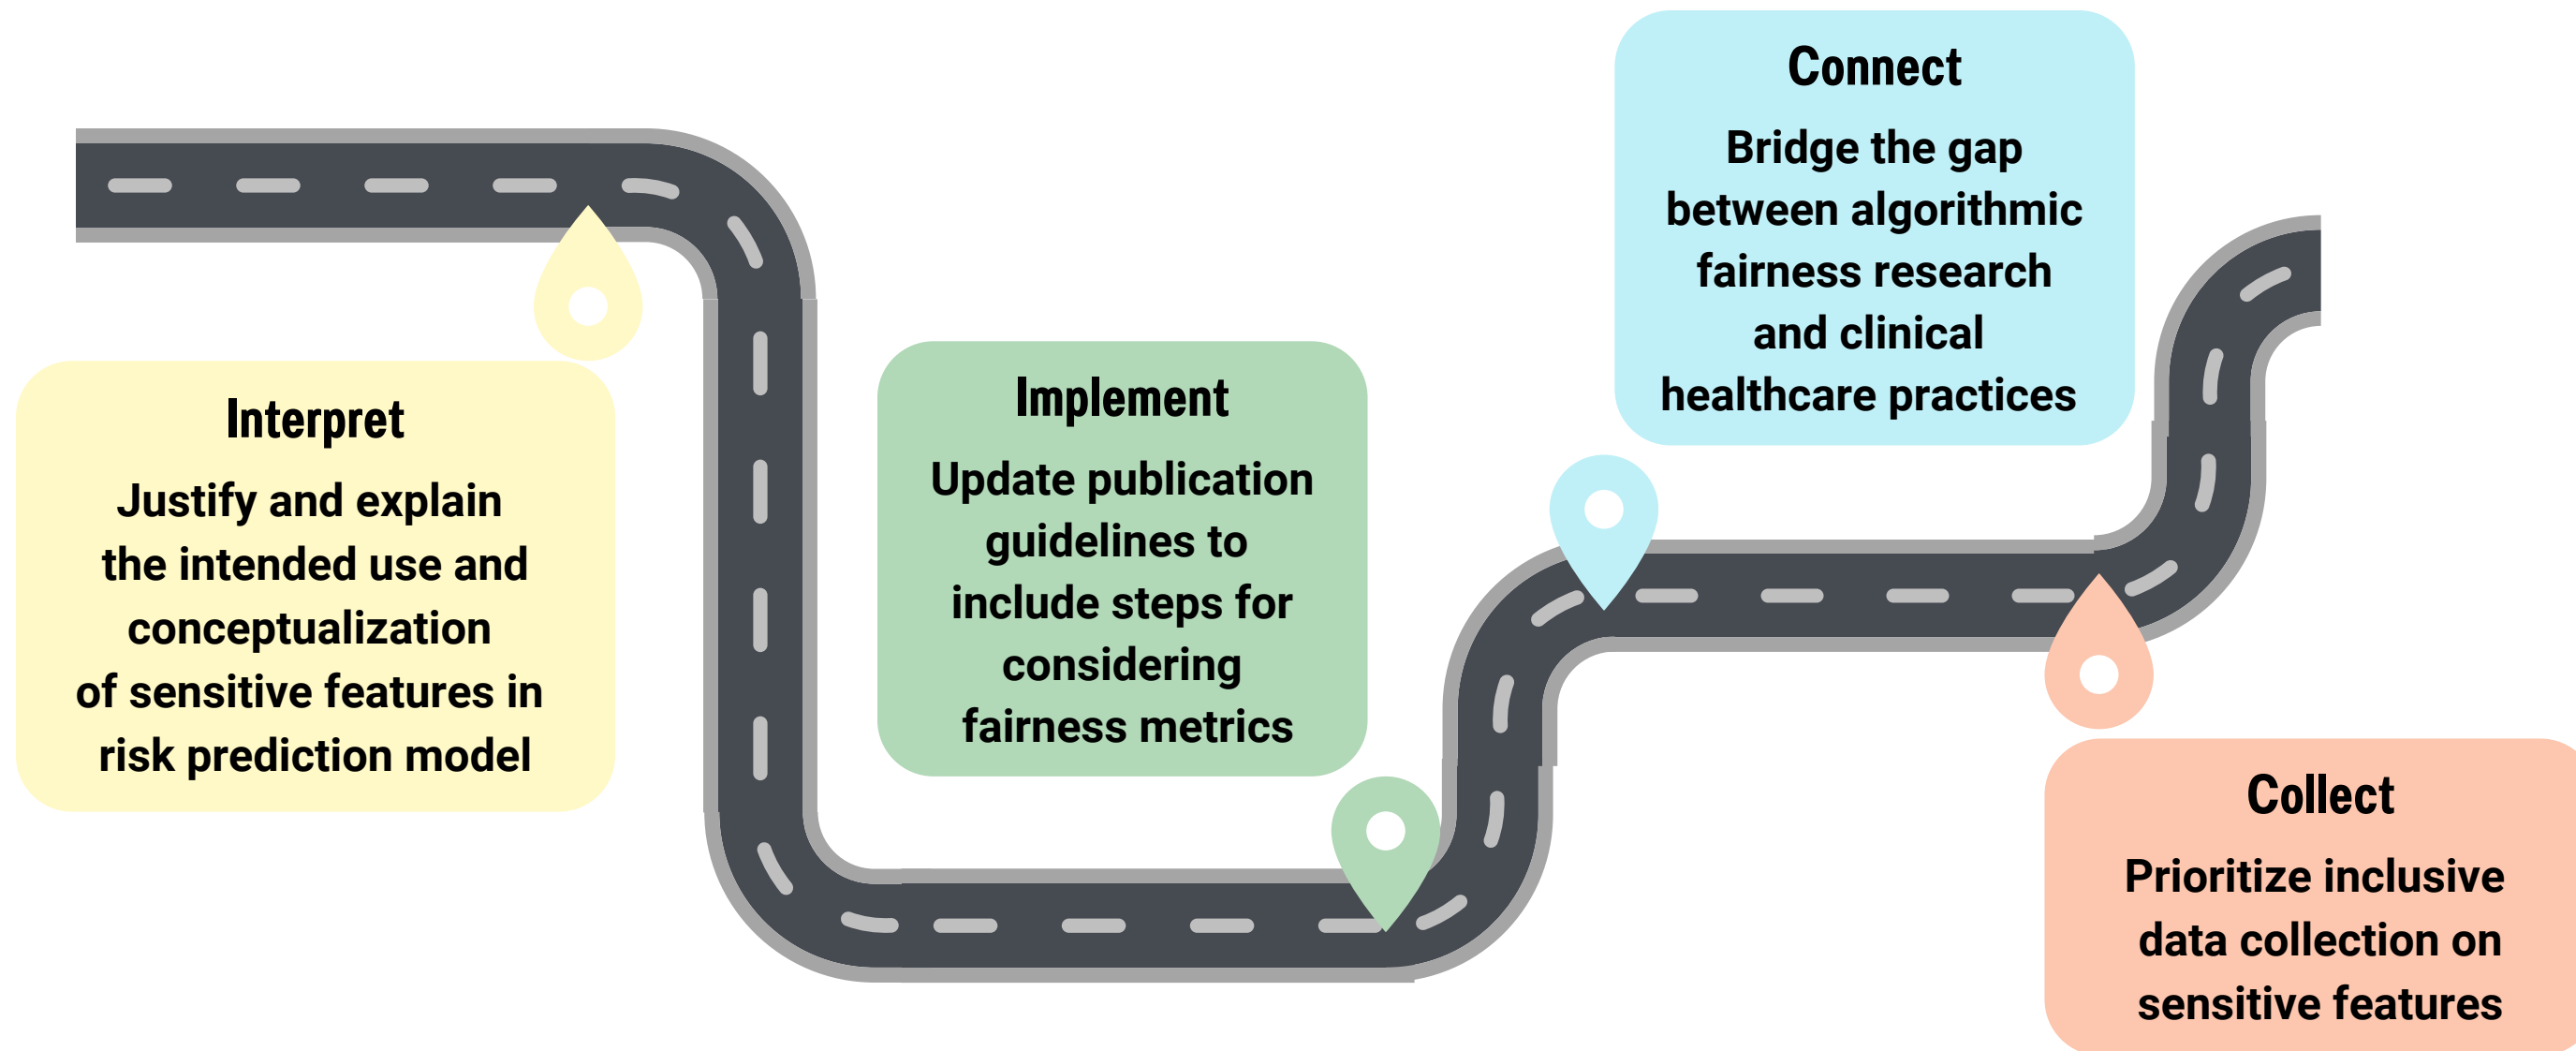 Interpret
Justify and explain
the intended use and
conceptualization
of sensitive features in
risk prediction model
Implement
Update publication
guidelines to
include steps for
considering
fairness metrics
Connect
Bridge the gap
between algorithmic
fairness research
and clinical
healthcare practices
Collect
Prioritize inclusive
data collection on
sensitive features